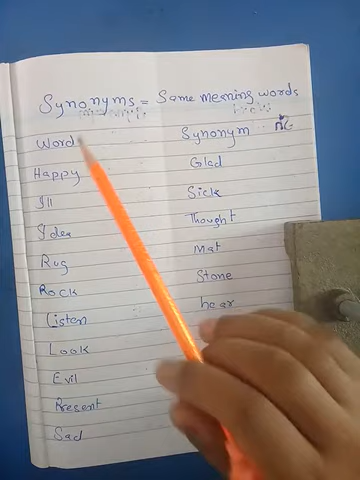 Synonyms = Same meening words
Word Synonym
Happy Glad
Ill Sick
Idea Thought
Rug Mat
Rock Stone
Listen hear
Look
Evil
Present
Sad